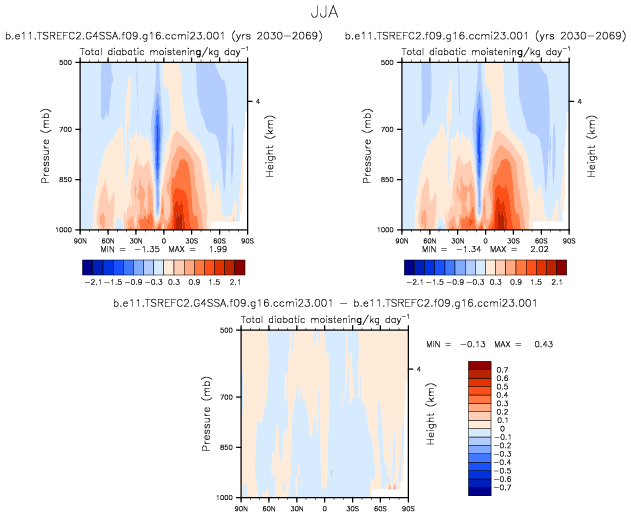 JJA
b.e11.TSREFC2.G4SSA.f09.g16.ccmi23.001 (yrs 2030-2069)
b.e11.TSREFC2.f09.g16.ccmi23.001 (yrs 2030-2069)
Total diabatic moistening/kg day−1
Total diabatic moistening/kg day−1
500
700
850
1000
Pressure (mb)
4
Height (km)
90N 60N 30N 0 30S 60S 90S
MIN = −1.35 MAX = 1.99
−2.1 −1.5 −0.9 −0.3 0.3 0.9 1.5 2.1
500
700
850
1000
Pressure (mb)
4
Height (km)
90N 60N 30N 0 30S 60S 90S
MIN = −1.34 MAX = 2.02
−2.1 −1.5 −0.9 −0.3 0.3 0.9 1.5 2.1
b.e11.TSREFC2.G4SSA.f09.g16.ccmi23.001 − b.e11.TSREFC2.f09.g16.ccmi23.001
Total diabatic moistening/kg day−1
500
700
850
1000
Pressure (mb)
4
Height (km)
90N 60N 30N 0 30S 60S 90S
MIN = −0.13 MAX = 0.43
0.7
0.6
0.5
0.4
0.3
0.2
0.1
0
−0.1
−0.2
−0.3
−0.4
−0.5
−0.6
−0.7